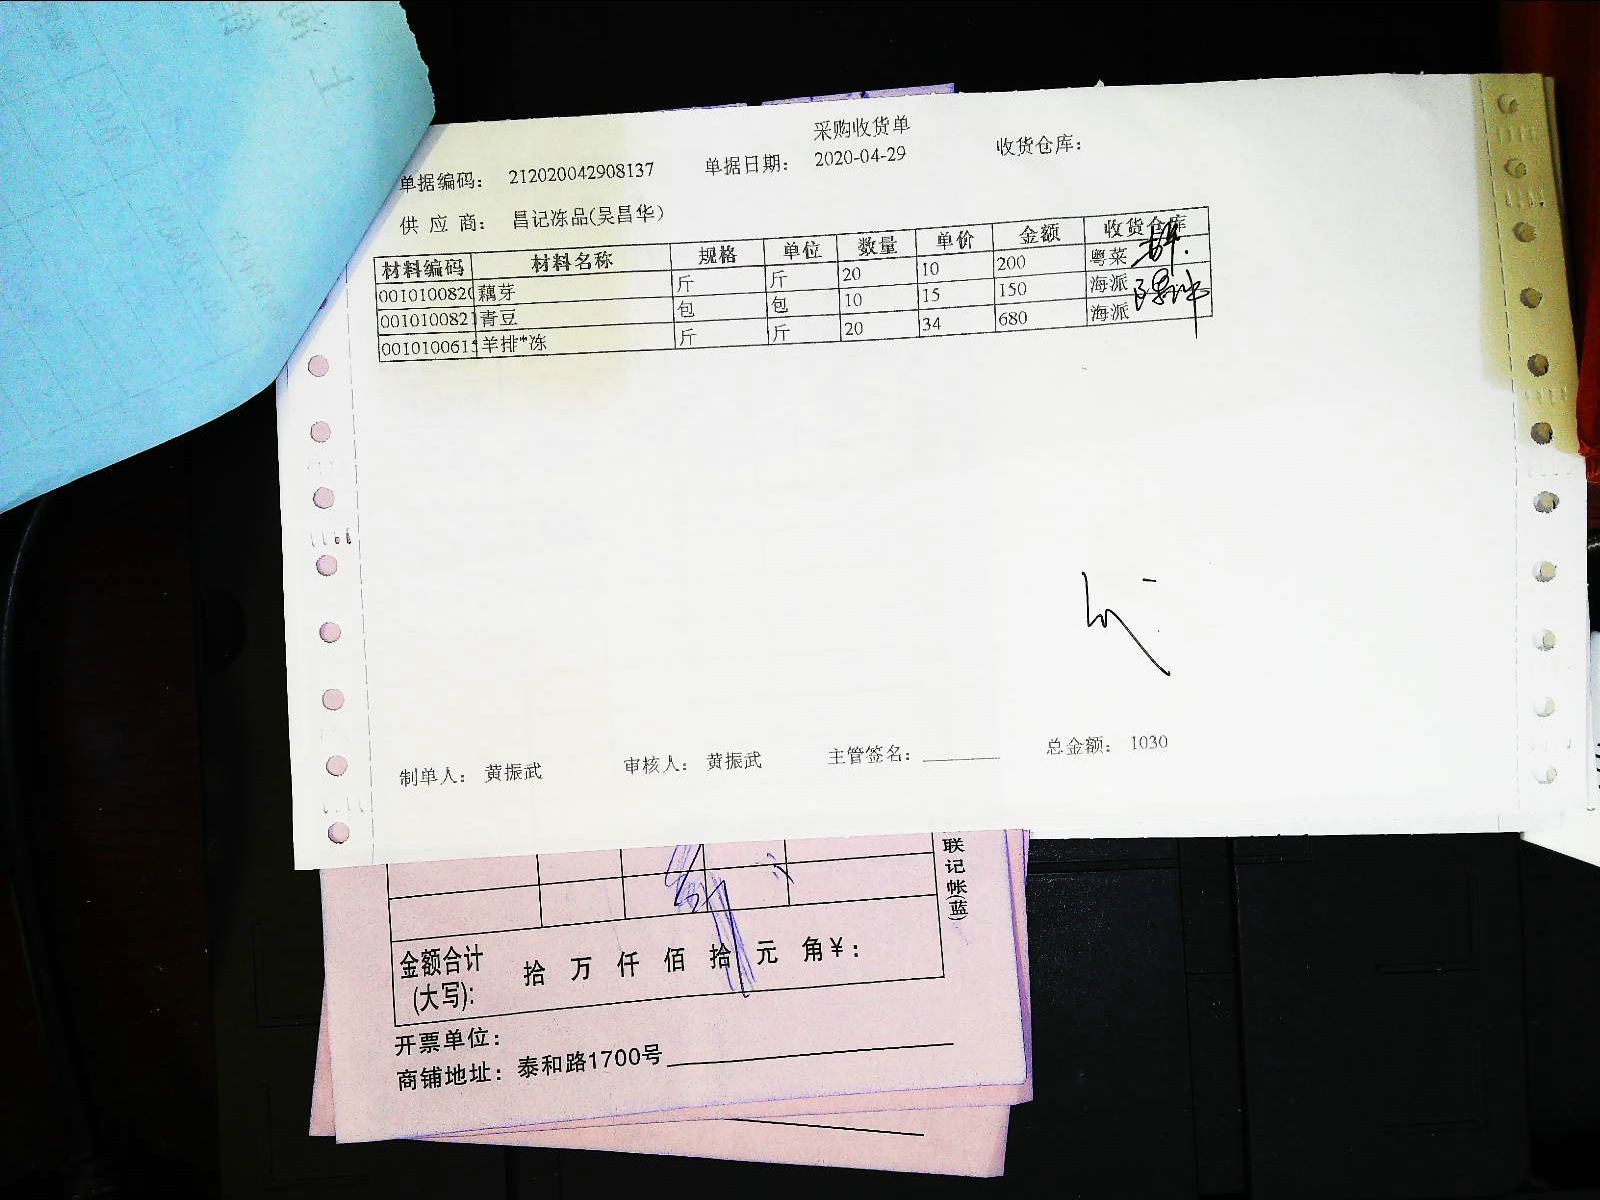 采购收货单
单据编码： 212020042908137 单据日期： 2020-04-29 收货仓库：
供 应 商： 昌记冻品(吴昌华)
材料编码 材料名称 规格 单位 数量 单价 金额 收货仓库
001010082 藕芽 斤 斤 20 10 200 粤菜
001010082 青豆 包 包 10 15 150 海派
001010061 羊排*冻 斤 斤 20 34 680 海派
制单人： 黄振武 审核人： 黄振武 主管签名： 总金额： 1030
联记帐(蓝)
金额合计(大写): 拾 万 仟 佰 拾 元 角¥：
开票单位：
商铺地址： 泰和路1700号